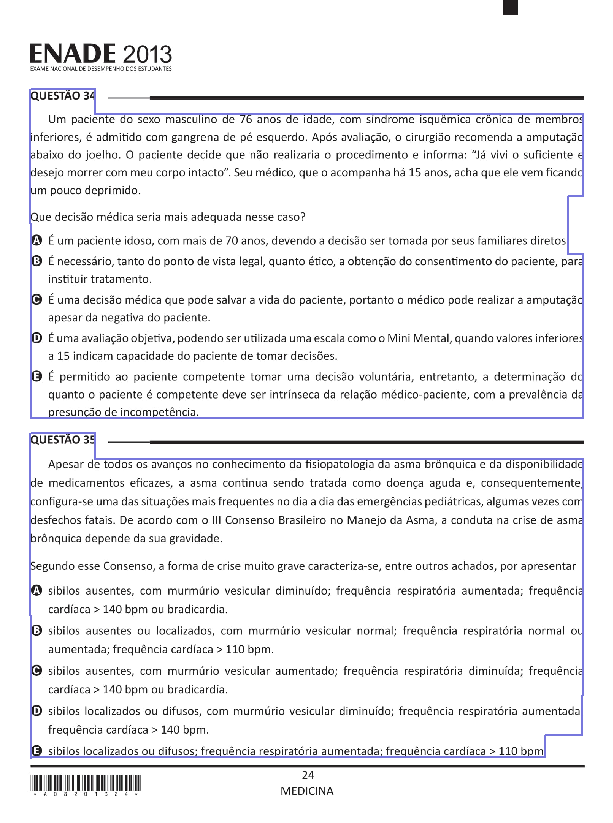 ENADE 2013
EXAME NACIONAL DE DESEMPENHO DOS ESTUDANTES
QUESTÃO 34
Um paciente do sexo masculino de 76 anos de idade, com síndrome isquêmica crônica de membros
inferiores, é admitido com gangrena de pé esquerdo. Após avaliação, o cirurgião recomenda a amputação
abaixo do joelho. O paciente decide que não realizaria o procedimento e informa: “Já vivi o suficiente e
desejo morrer com meu corpo intacto”. Seu médico, que o acompanha há 15 anos, acha que ele vem ficando
um pouco deprimido.
Que decisão médica seria mais adequada nesse caso?
A É um paciente idoso, com mais de 70 anos, devendo a decisão ser tomada por seus familiares diretos
B É necessário, tanto do ponto de vista legal, quanto ético, a obtenção do consentimento do paciente, para
instituir tratamento.
C É uma decisão médica que pode salvar a vida do paciente, portanto o médico pode realizar a amputação
apesar da negativa do paciente.
D É uma avaliação objetiva, podendo ser utilizada uma escala como o Mini Mental, quando valores inferiores
a 15 indicam capacidade do paciente de tomar decisões.
E É permitido ao paciente competente tomar uma decisão voluntária, entretanto, a determinação do
quanto o paciente é competente deve ser intrínseca da relação médico-paciente, com a prevalência da
presunção de incompetência.
QUESTÃO 35
Apesar de todos os avanços no conhecimento da fisiopatologia da asma brônquica e da disponibilidade
de medicamentos eficazes, a asma continua sendo tratada como doença aguda e, consequentemente,
configura-se uma das situações mais frequentes no dia a dia das emergências pediátricas, algumas vezes com
desfechos fatais. De acordo com o III Consenso Brasileiro no Manejo da Asma, a conduta na crise de asma
brônquica depende da sua gravidade.
Segundo esse Consenso, a forma de crise muito grave caracteriza-se, entre outros achados, por apresentar
A sibilos ausentes, com murmúrio vesicular diminuído; frequência respiratória aumentada; frequência
cardíaca > 140 bpm ou bradicardia.
B sibilos ausentes ou localizados, com murmúrio vesicular normal; frequência respiratória normal ou
aumentada; frequência cardíaca > 110 bpm.
C sibilos ausentes, com murmúrio vesicular aumentado; frequência respiratória diminuída; frequência
cardíaca > 140 bpm ou bradicardia.
D sibilos localizados ou difusos, com murmúrio vesicular diminuído; frequência respiratória aumentada
frequência cardíaca > 140 bpm.
E sibilos localizados ou difusos; frequência respiratória aumentada; frequência cardíaca > 110 bpm
24
MEDICINA
* A 0 8 2 0 1 3 2 4 *